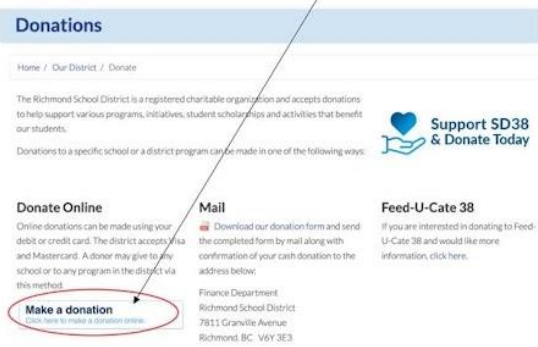 Donations
Home / Our District / Donate
The Richmond School District is a registered charitable organization and accepts donations
to help support various programs, initiatives, student scholarships and activities that benefit
our students.
Donations to a specific school or a district program can be made in one of the following ways:
Support SD38
& Donate Today
Donate Online
Online donations can be made using your
debit or credit card. The district accepts Visa
and Mastercard. A donor may give to any
school or to any program in the district via
this method.
Make a donation
Click here to make a donation online.
Mail
Download our donation form and send
the completed form by mail along with
confirmation of your cash donation to the
address below:
Finance Department
Richmond School District
7811 Granville Avenue
Richmond, BC V6Y 3E3
Feed-U-Cate 38
If you are interested in donating to Feed-
U-Cate 38 and would like more
information, click here.